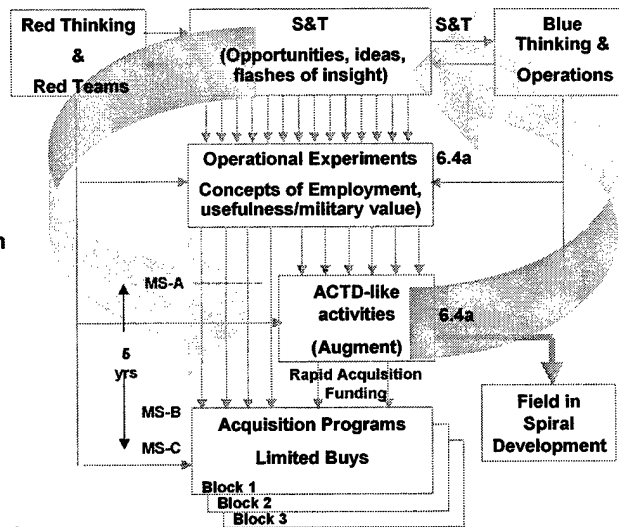 Red Thinking
&
Red Teams
S&T
(Opportunities, ideas,
flashes of insight)
S&T
Blue
Thinking &
Operations
Operational Experiments
Concepts of Employment,
usefulness/military value)
6.4a
n
MS-A
ACTD-like
activities
(Augment)
6.4a
5
yrs
Rapid Acquisition
Funding
MS-B
MS-C
Acquisition Programs
Limited Buys
Block 1
Block 2
Block 3
Field in
Spiral
Development